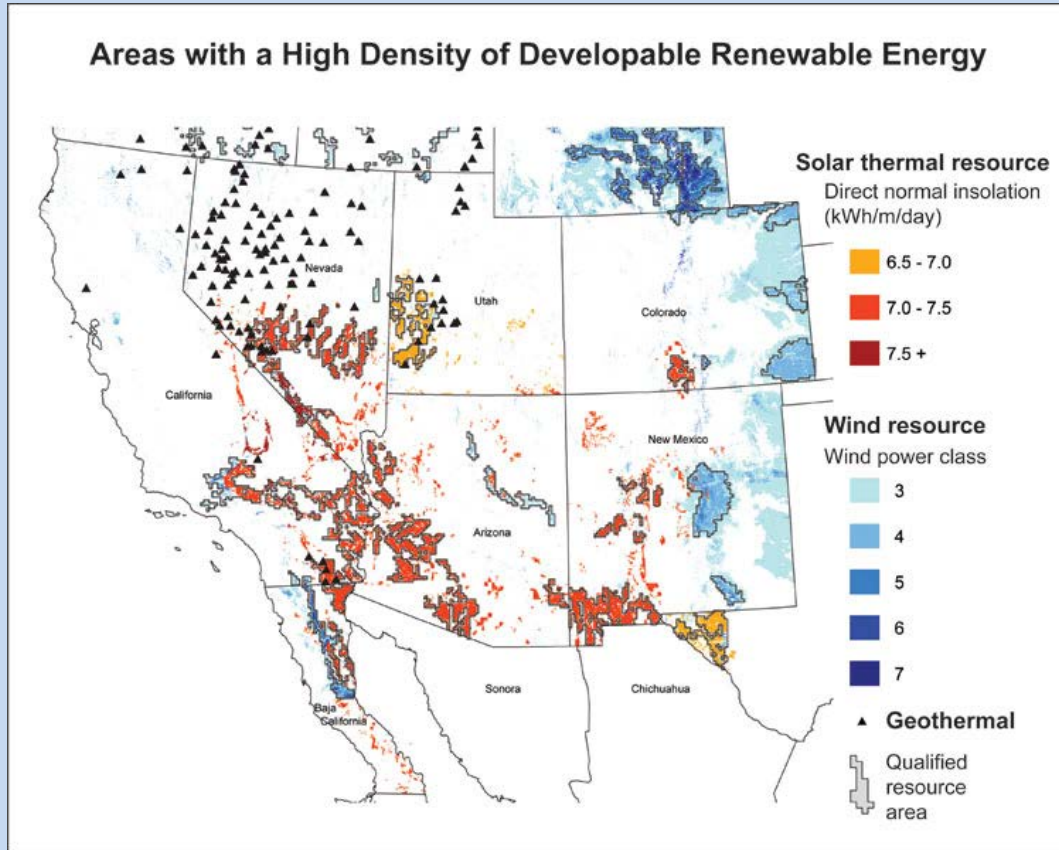 Areas with a High Density of Developable Renewable Energy
Solar thermal resource
Direct normal insolation
(kWh/m/day)
6.5 - 7.0
7.0 - 7.5
7.5 +
Wind resource
Wind power class
3
4
5
6
7
Geothermal
Qualified
resource
area
Nevada
Utah
Colorado
California
New Mexico
Arizona
Sonora
Chichuahua
Baja
California